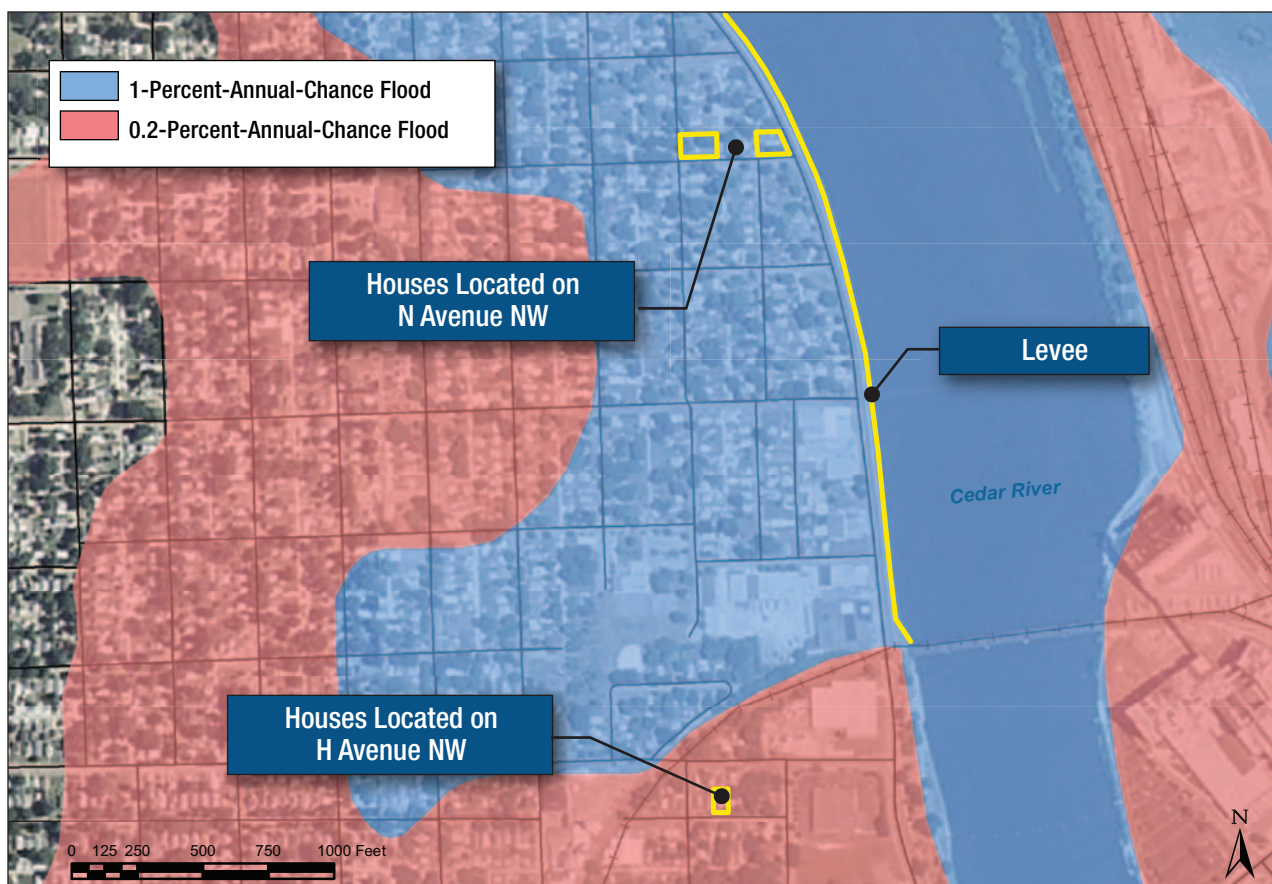 1-Percent-Annual-Chance Flood
0.2-Percent-Annual-Chance Flood
Houses Located on
N Avenue NW
Levee
Cedar River
Houses Located on
H Avenue NW
0 125 250 500 750 1000 Feet
N